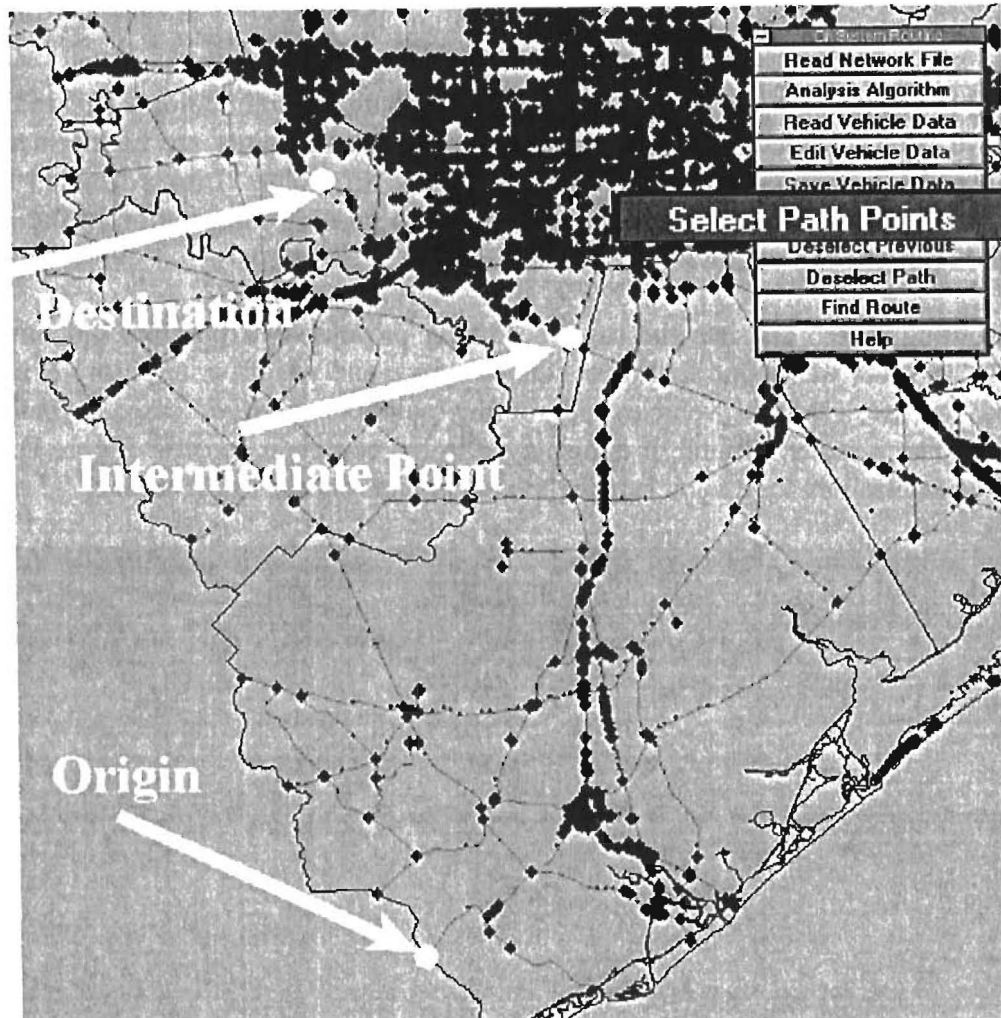 Read Network File
Analysis Algorithm
Read Vehicle Data
Edit Vehicle Data
Save Vehicle Data
Select Path Points
Deselect Previous
Deselect Path
Find Route
Help
Destination
Intermediate Point
Origin